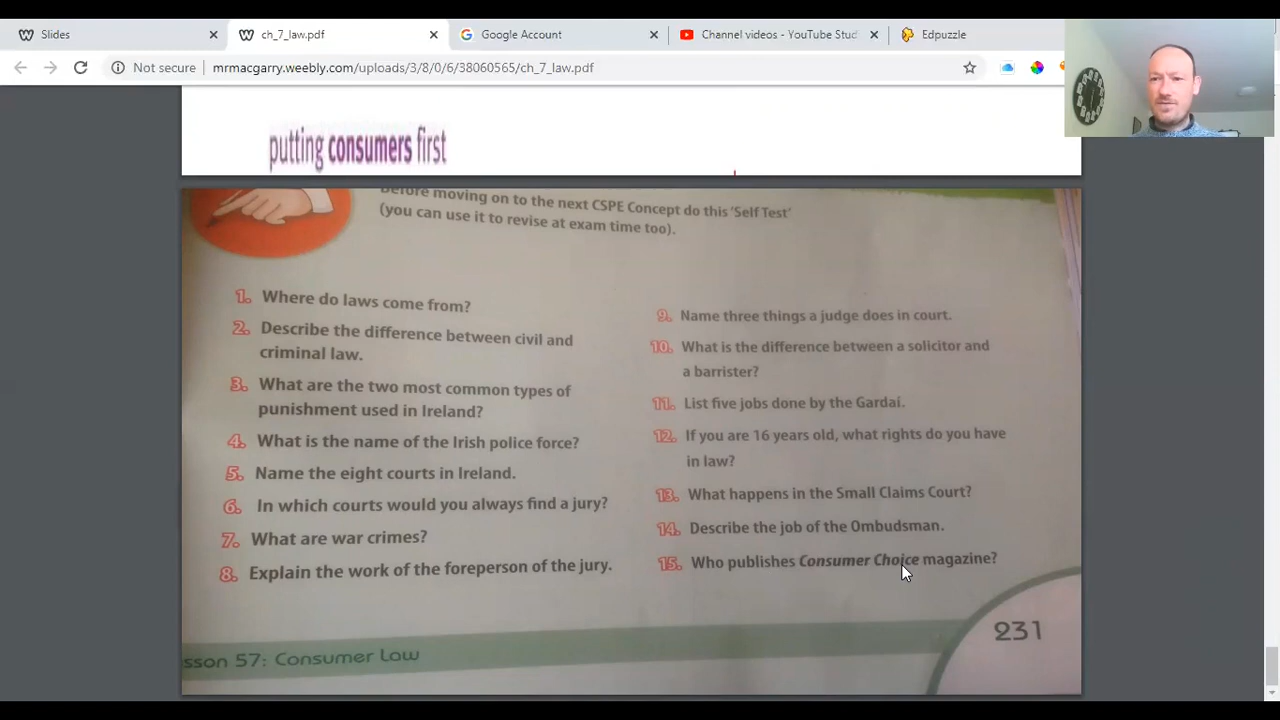 Slides
ch_7_law.pdf
Google Account
Channel videos - YouTube Stud
Edpuzzle
Not secure
mrmacgarry.weebly.com/uploads/3/8/0/6/38060565/ch_7_law.pdf
putting consumers first
before moving on to the next CSPE Concept do this 'Self Test'
(you can use it to revise at exam time too).
1. Where do laws come from?
2. Describe the difference between civil and
criminal law.
3. What are the two most common types of
punishment used in Ireland?
4. What is the name of the Irish police force?
5. Name the eight courts in Ireland.
6. In which courts would you always find a jury?
7. What are war crimes?
8. Explain the work of the foreperson of the jury.
9. Name three things a judge does in court.
10. What is the difference between a solicitor and
a barrister?
11. List five jobs done by the Gardai.
12. If you are 16 years old, what rights do you have
in law?
13. What happens in the Small Claims Court?
14. Describe the job of the Ombudsman.
15. Who publishes Consumer Choice magazine?
231
sson 57: Consumer Law